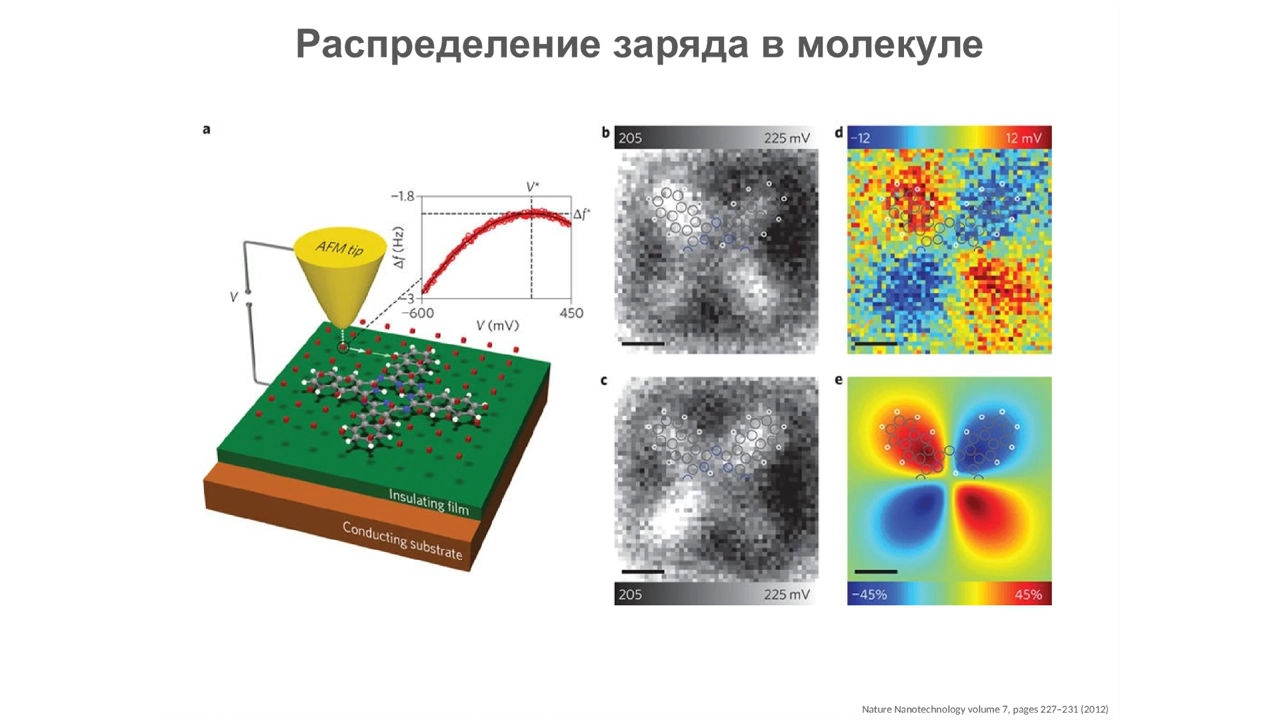 Распределение заряда в молекуле
a
−1.8
V*
Δf*
Δf (Hz)
−3
−600
450
V (mV)
AFM tip
V
Insulating film
Conducting substrate
b
205
225 mV
d
−12
12 mV
c
205
225 mV
e
−45%
45%
Nature Nanotechnology volume 7, pages 227–231 (2012)